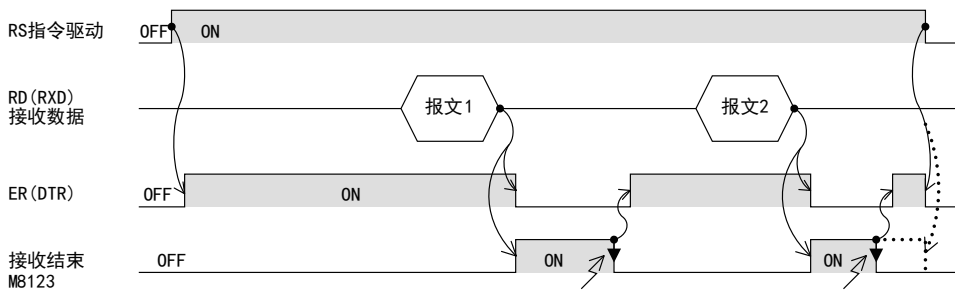 RS指令驱动
OFF
ON
RD(RXD)
接收数据
报文1
报文2
ER(DTR)
OFF
ON
接收结束
M8123
OFF
ON
ON